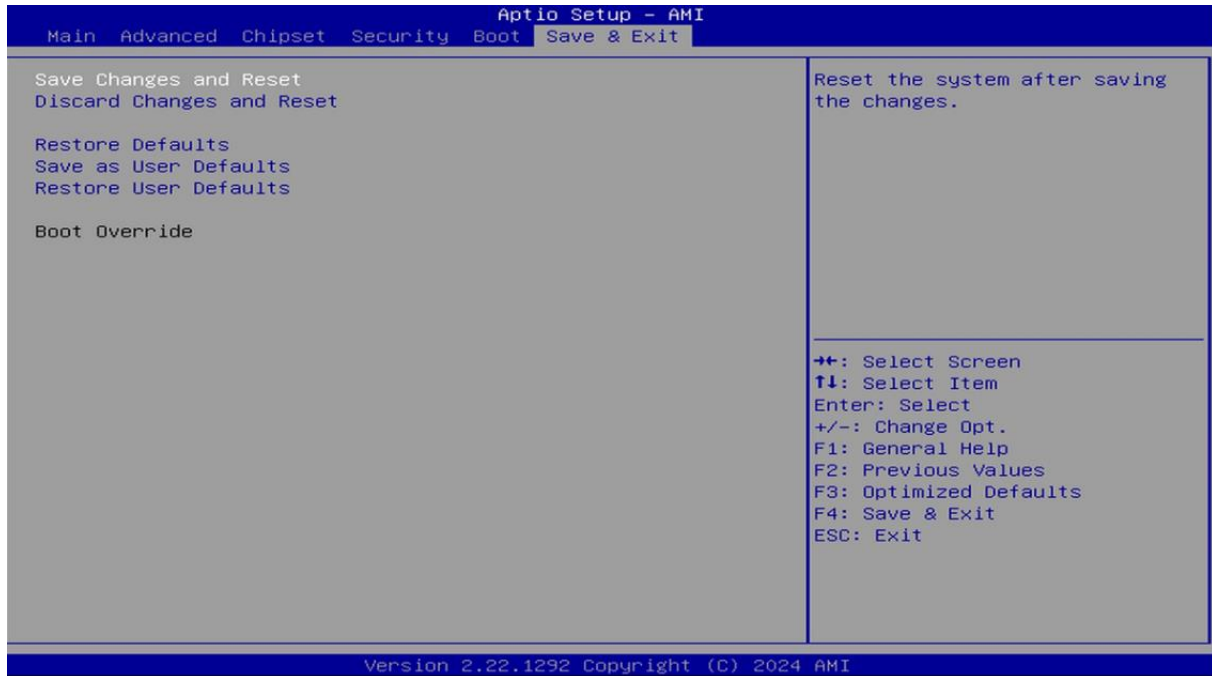 Aptio Setup – AMI
Main Advanced Chipset Security Boot Save & Exit
Save Changes and Reset
Discard Changes and Reset
Restore Defaults
Save as User Defaults
Restore User Defaults
Boot Override
Reset the system after saving
the changes.
→←: Select Screen
↑↓: Select Item
Enter: Select
+/-: Change Opt.
F1: General Help
F2: Previous Values
F3: Optimized Defaults
F4: Save & Exit
ESC: Exit
Version 2.22.1292 Copyright (C) 2024 AMI